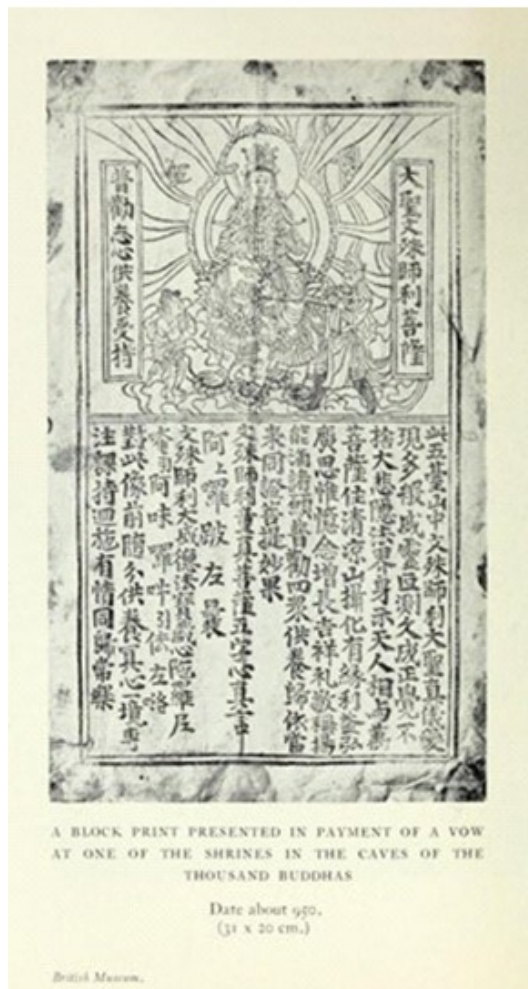 大聖文殊師利菩薩
普勸志心供養受持
此五臺山中文殊師利大聖真儀變
現多般威靈叵測久成正覺不
捨大悲隱法界身示天人相与萬
菩薩住清凉山攝化有緣利益弘
廣思惟憶念增長吉祥礼敬稱揚
能滿諸願普勸四眾供養歸依當
來同證菩提妙果
文殊師利童真菩薩五字心真言
阿上囉跛左曩
文殊師利大威德法寶藏心陁羅尼
唵引阿味囉吽引佉左咯
對此像前隨分供養冥心一境專
注課持迴施有情同歸常樂
A BLOCK PRINT PRESENTED IN PAYMENT OF A VOW
AT ONE OF THE SHRINES IN THE CAVES OF THE
THOUSAND BUDDHAS
Date about 950.
(31 x 20 cm.)
British Museum.